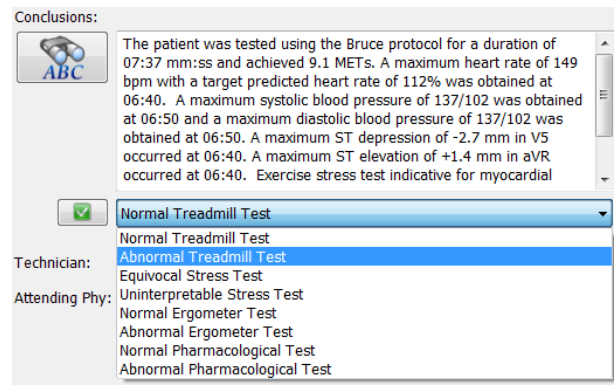 Conclusions:
ABC
The patient was tested using the Bruce protocol for a duration of
07:37 mm:ss and achieved 9.1 METs. A maximum heart rate of 149
bpm with a target predicted heart rate of 112% was obtained at
06:40.  A maximum systolic blood pressure of 137/102 was obtained
at 06:50 and a maximum diastolic blood pressure of 137/102 was
obtained at 06:50. A maximum ST depression of -2.7 mm in V5
occurred at 06:40. A maximum ST elevation of +1.4 mm in aVR
occurred at 06:40.  Exercise stress test indicative for myocardial
Normal Treadmill Test
Normal Treadmill Test
Abnormal Treadmill Test
Technician:
Equivocal Stress Test
Uninterpretable Stress Test
Attending Phy:
Normal Ergometer Test
Abnormal Ergometer Test
Normal Pharmacological Test
Abnormal Pharmacological Test